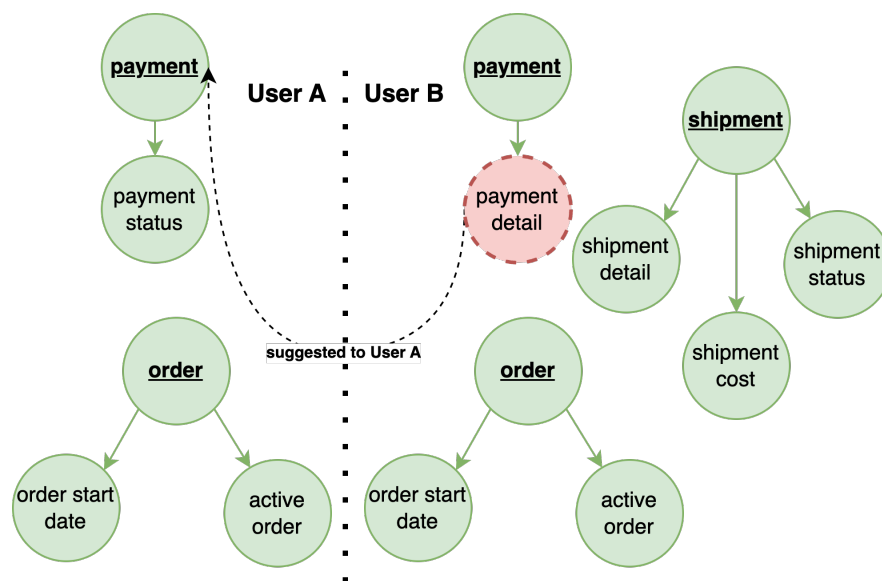 payment
User A
User B
payment
shipment
payment
status
payment
detail
shipment
detail
shipment
status
suggested to User A
order
order
shipment
cost
order start
date
active
order
order start
date
active
order